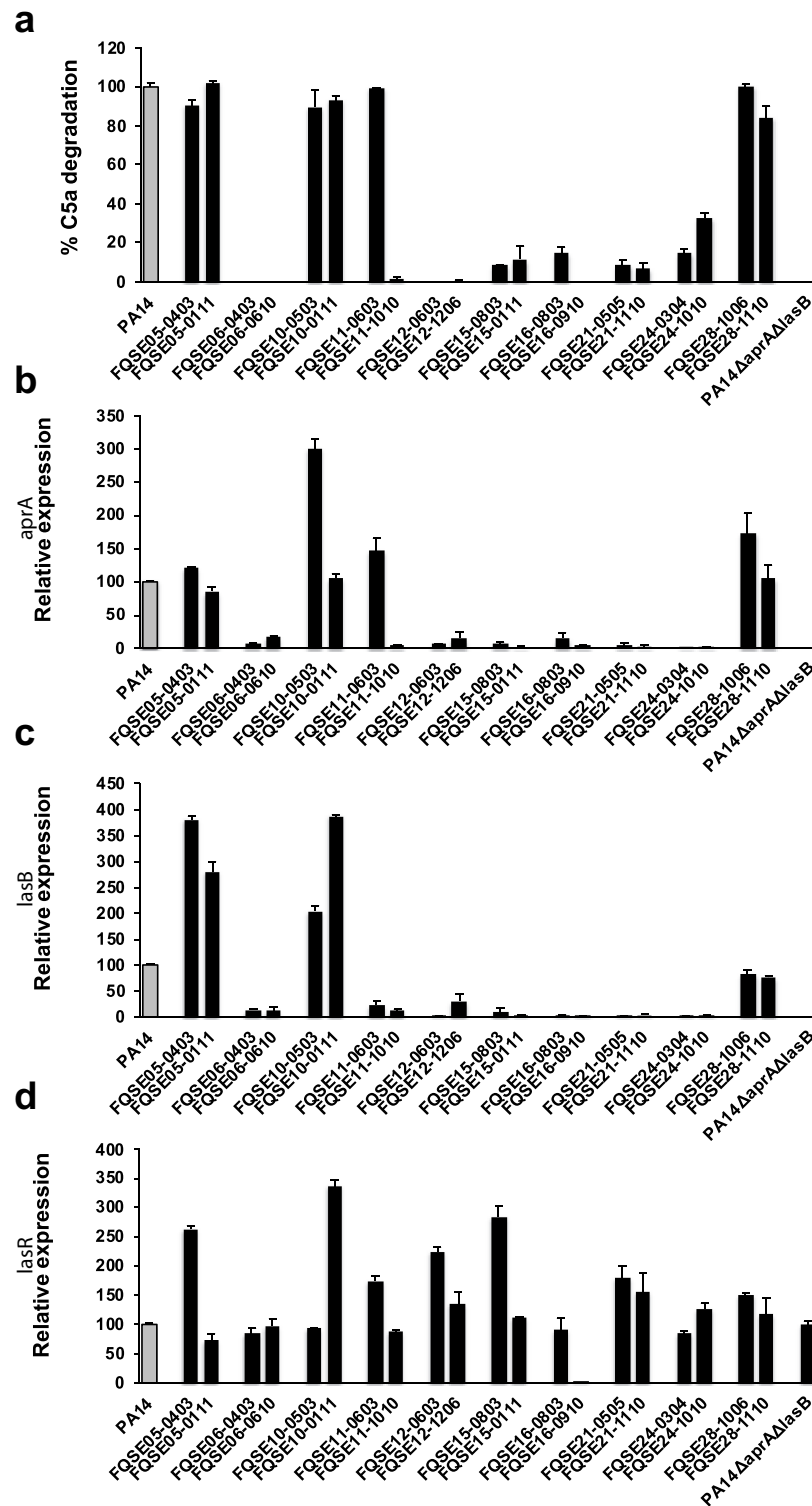 a
120
100
80
60
40
20
0
% C5a degradation
PA14
FQSE05-0403
FQSE05-0111
FQSE06-0403
FQSE06-0610
FQSE10-0503
FQSE10-0111
FQSE11-0603
FQSE11-1010
FQSE12-0603
FQSE12-1206
FQSE15-0803
FQSE15-0111
FQSE16-0803
FQSE16-0910
FQSE21-0505
FQSE21-1110
FQSE24-0304
FQSE24-1010
FQSE28-1006
FQSE28-1110
PA14ΔaprAΔlasB
b
350
300
250
200
150
100
50
0
aprA
Relative expression
PA14
FQSE05-0403
FQSE05-0111
FQSE06-0403
FQSE06-0610
FQSE10-0503
FQSE10-0111
FQSE11-0603
FQSE11-1010
FQSE12-0603
FQSE12-1206
FQSE15-0803
FQSE15-0111
FQSE16-0803
FQSE16-0910
FQSE21-0505
FQSE21-1110
FQSE24-0304
FQSE24-1010
FQSE28-1006
FQSE28-1110
PA14ΔaprAΔlasB
c
450
400
350
300
250
200
150
100
50
0
lasB
Relative expression
PA14
FQSE05-0403
FQSE05-0111
FQSE06-0403
FQSE06-0610
FQSE10-0503
FQSE10-0111
FQSE11-0603
FQSE11-1010
FQSE12-0603
FQSE12-1206
FQSE15-0803
FQSE15-0111
FQSE16-0803
FQSE16-0910
FQSE21-0505
FQSE21-1110
FQSE24-0304
FQSE24-1010
FQSE28-1006
FQSE28-1110
PA14ΔaprAΔlasB
d
400
350
300
250
200
150
100
50
0
lasR
Relative expression
PA14
FQSE05-0403
FQSE05-0111
FQSE06-0403
FQSE06-0610
FQSE10-0503
FQSE10-0111
FQSE11-0603
FQSE11-1010
FQSE12-0603
FQSE12-1206
FQSE15-0803
FQSE15-0111
FQSE16-0803
FQSE16-0910
FQSE21-0505
FQSE21-1110
FQSE24-0304
FQSE24-1010
FQSE28-1006
FQSE28-1110
PA14ΔaprAΔlasB